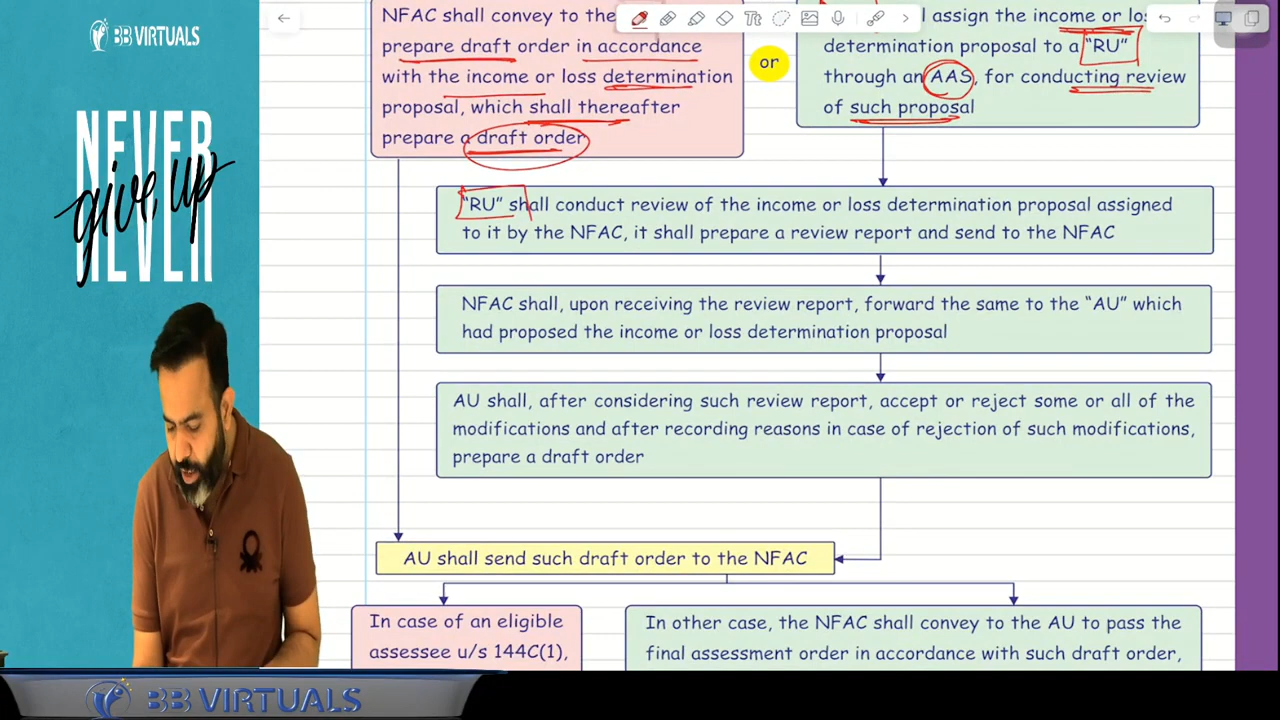 BB VIRTUALS
NEVER
give up
NEVER
NFAC shall convey to the
prepare draft order in accordance
with the income or loss determination
proposal, which shall thereafter
prepare a draft order
or
assign the income or loss
determination proposal to a "RU"
through an AAS, for conducting review
of such proposal
"RU" shall conduct review of the income or loss determination proposal assigned
to it by the NFAC, it shall prepare a review report and send to the NFAC
NFAC shall, upon receiving the review report, forward the same to the "AU" which
had proposed the income or loss determination proposal
AU shall, after considering such review report, accept or reject some or all of the
modifications and after recording reasons in case of rejection of such modifications,
prepare a draft order
AU shall send such draft order to the NFAC
In case of an eligible
assessee u/s 144C(1),
In other case, the NFAC shall convey to the AU to pass the
final assessment order in accordance with such draft order,
BB VIRTUALS